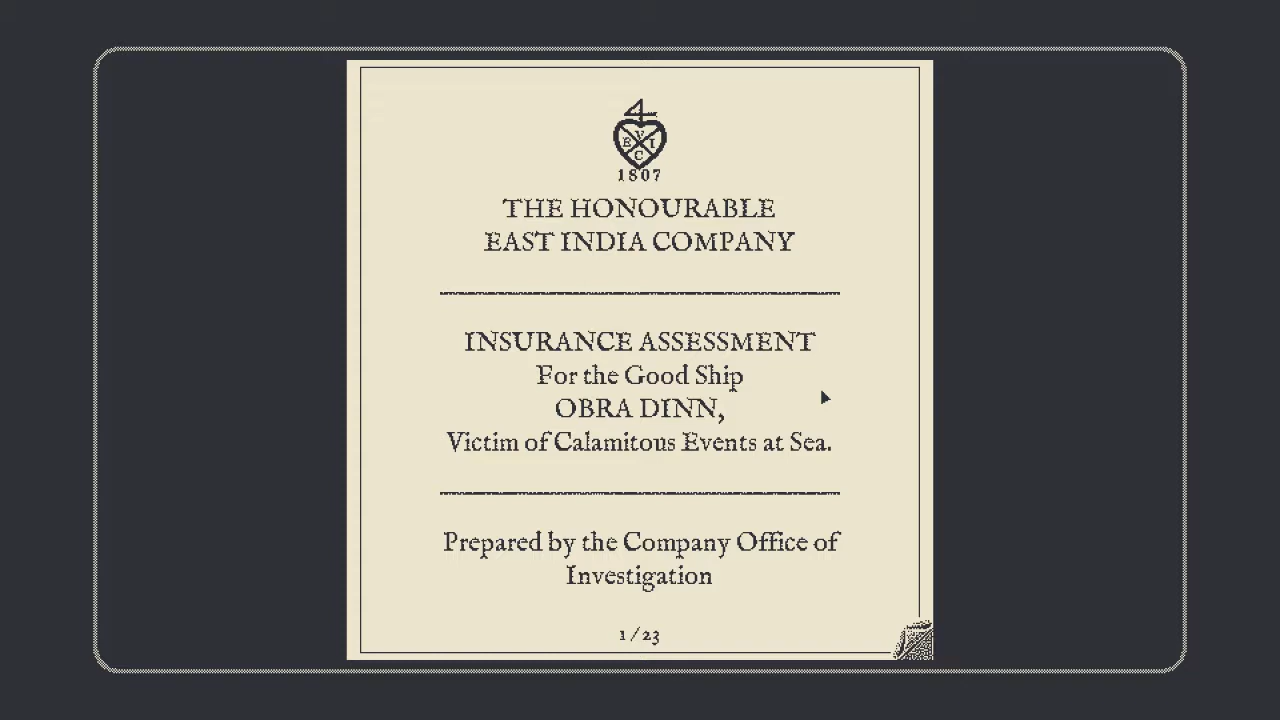 4
V
E I
C
1807
THE HONOURABLE
EAST INDIA COMPANY
INSURANCE ASSESSMENT
For the Good Ship
OBRA DINN,
Victim of Calamitous Events at Sea.
Prepared by the Company Office of
Investigation
1/23